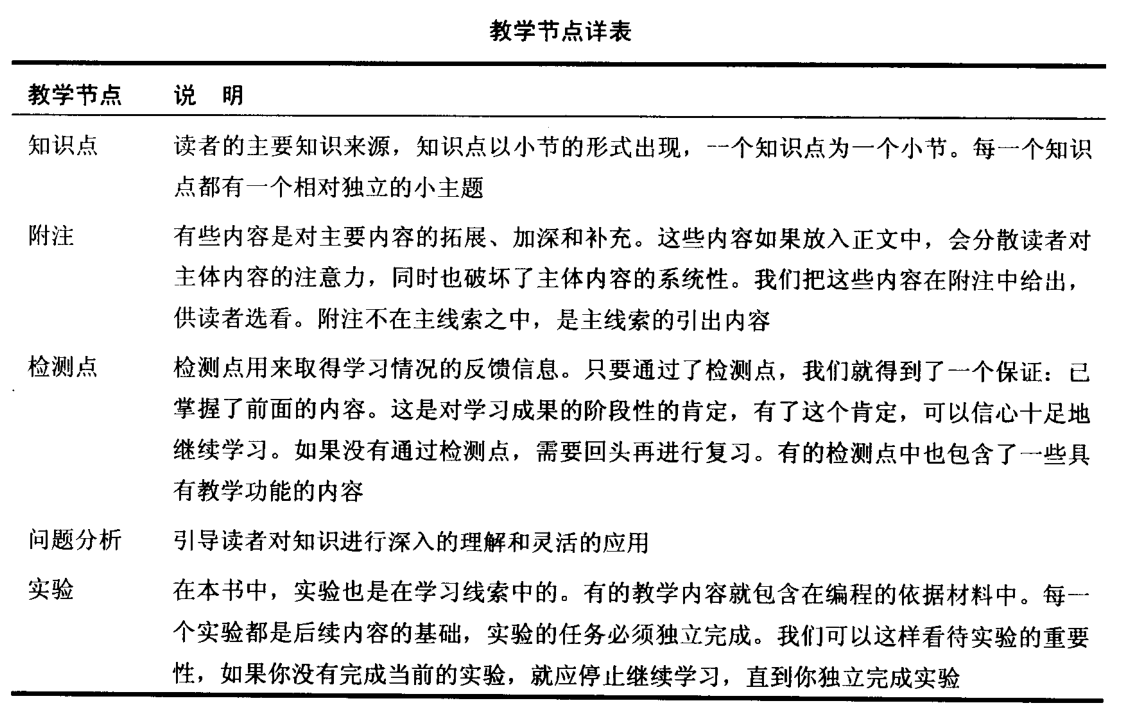 教学节点详表
教学节点 说 明
知识点 读者的主要知识来源，知识点以小节的形式出现，一个知识点为一个小节。每一个知识
点都有一个相对独立的小主题
附注 有些内容是对主要内容的拓展、加深和补充。这些内容如果放入正文中，会分散读者对
主体内容的注意力，同时也破坏了主体内容的系统性。我们把这些内容在附注中给出，
供读者选看。附注不在主线索之中，是主线索的引出内容
检测点 检测点用来取得学习情况的反馈信息。只要通过了检测点，我们就得到了一个保证：已
掌握了前面的内容。这是对学习成果的阶段性的肯定，有了这个肯定，可以信心十足地
继续学习。如果没有通过检测点，需要回头再进行复习。有的检测点中也包含了一些具
有教学功能的内容
问题分析 引导读者对知识进行深入的理解和灵活的应用
实验 在本书中，实验也是在学习线索中的。有的教学内容就包含在编程的依据材料中。每一
个实验都是后续内容的基础，实验的任务必须独立完成。我们可以这样看待实验的重要
性，如果你没有完成当前的实验，就应停止继续学习，直到你独立完成实验